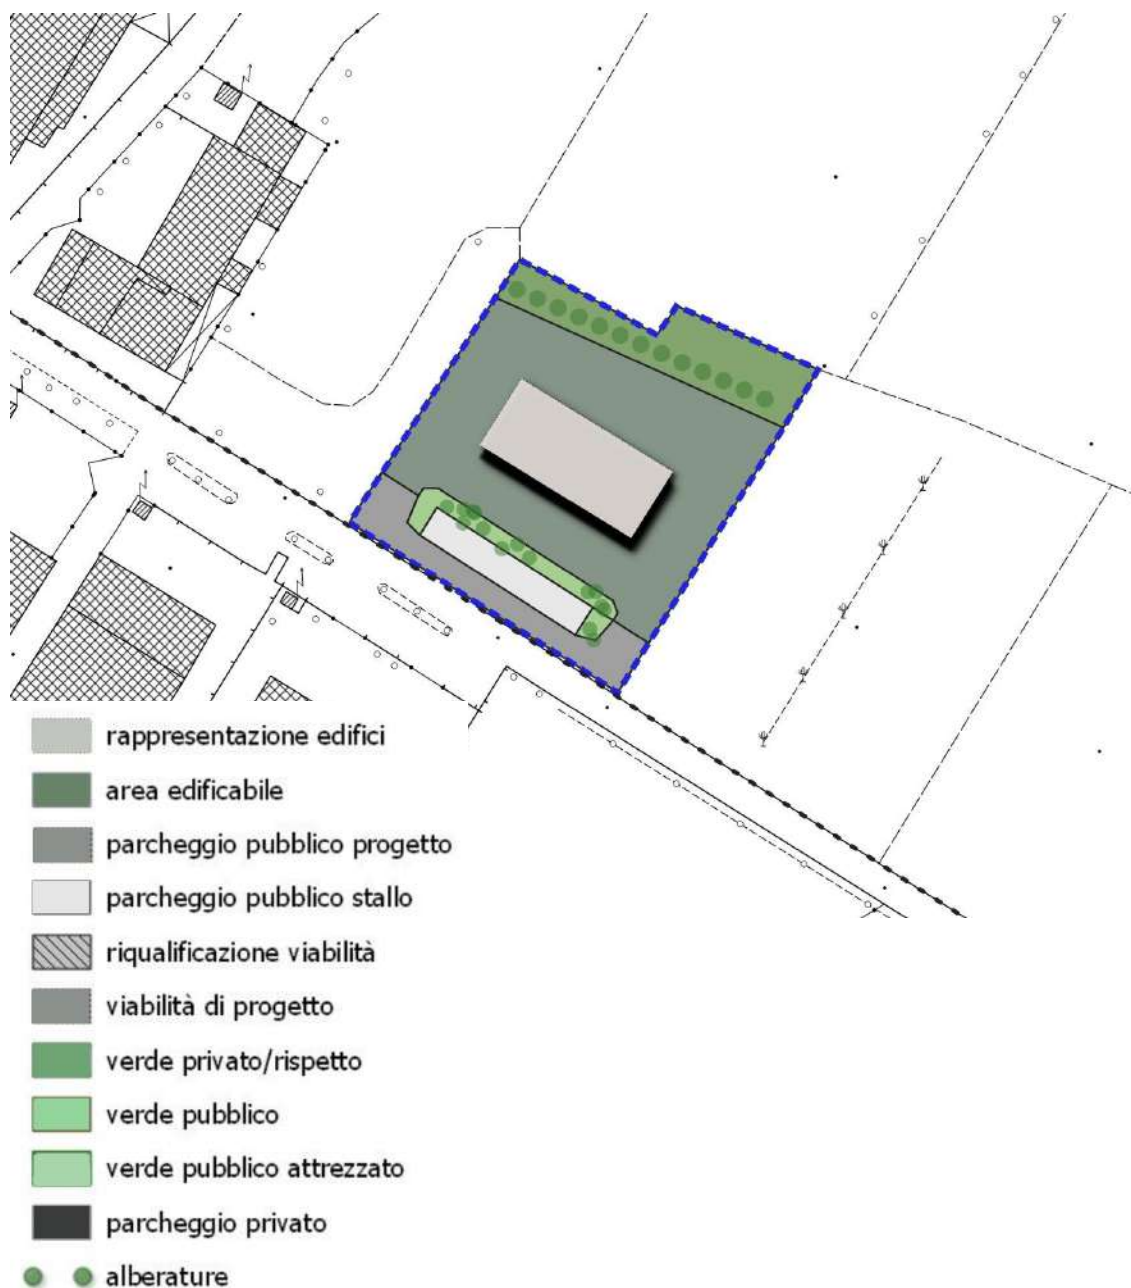 rappresentazione edifici
area edificabile
parcheggio pubblico progetto
parcheggio pubblico stallo
riqualificazione viabilità
viabilità di progetto
verde privato/rispetto
verde pubblico
verde pubblico attrezzato
parcheggio privato
alberature